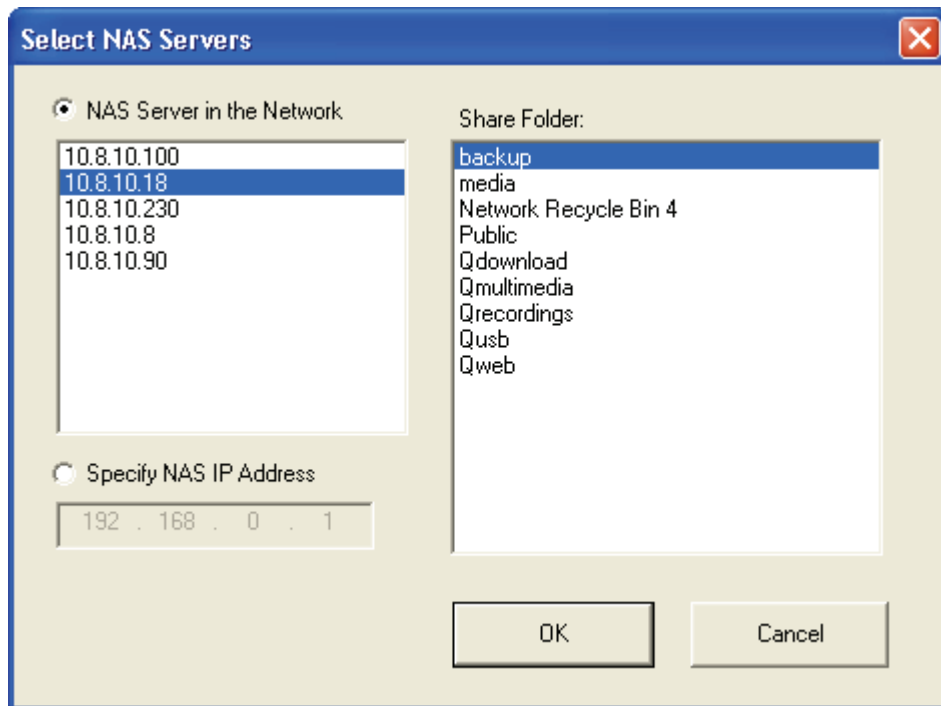 Select NAS Servers
NAS Server in the Network
10.8.10.100
10.8.10.18
10.8.10.230
10.8.10.8
10.8.10.90
Specify NAS IP Address
192 . 168 . 0 . 1
Share Folder:
backup
media
Network Recycle Bin 4
Public
Qdownload
Qmultimedia
Qrecordings
Qusb
Qweb
OK
Cancel